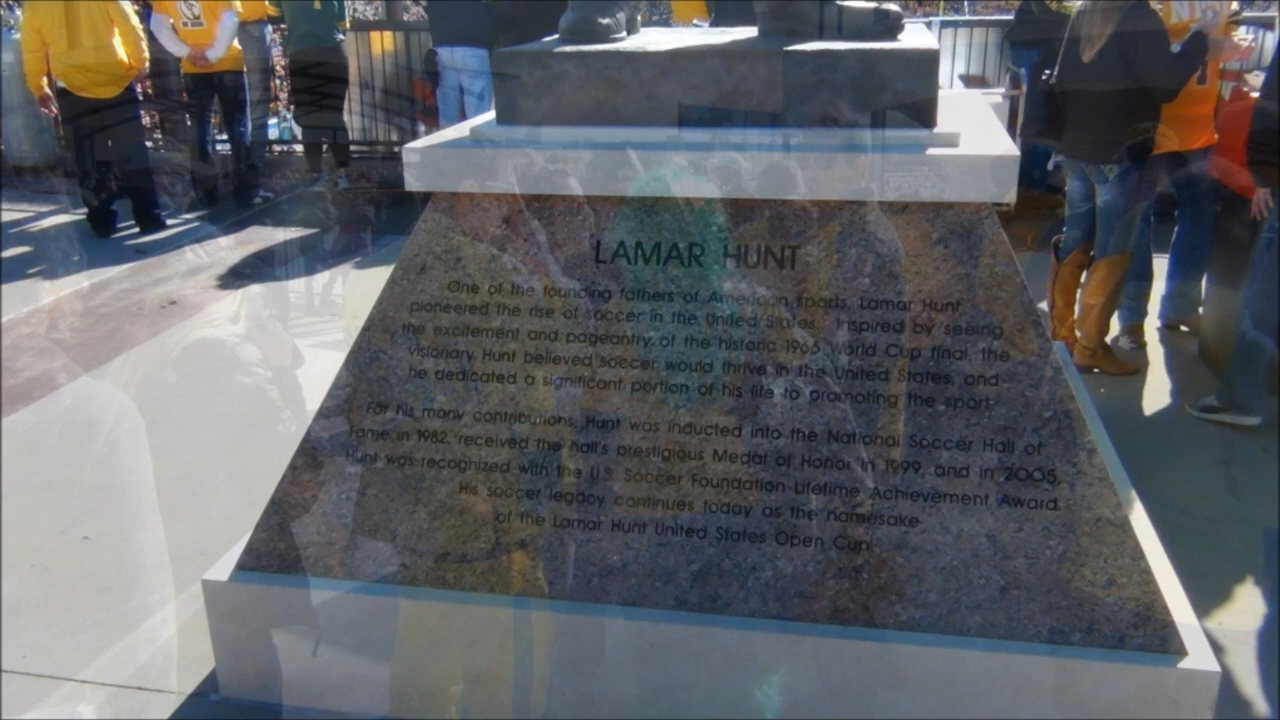 LAMAR HUNT
One of the founding fathers of American sports, Lamar Hunt
pioneered the rise of soccer in the United States. Inspired by seeing
the excitement and pageantry of the historic 1966 World Cup final, the
visionary Hunt believed soccer would thrive in the United States, and
he dedicated a significant portion of his life to promoting the sport.
For his many contributions, Hunt was inducted into the National Soccer Hall of
Fame in 1982, received the hall's prestigious Medal of Honor in 1999, and in 2005,
Hunt was recognized with the U.S. Soccer Foundation Lifetime Achievement Award.
His soccer legacy continues today as the namesake
of the Lamar Hunt United States Open Cup.